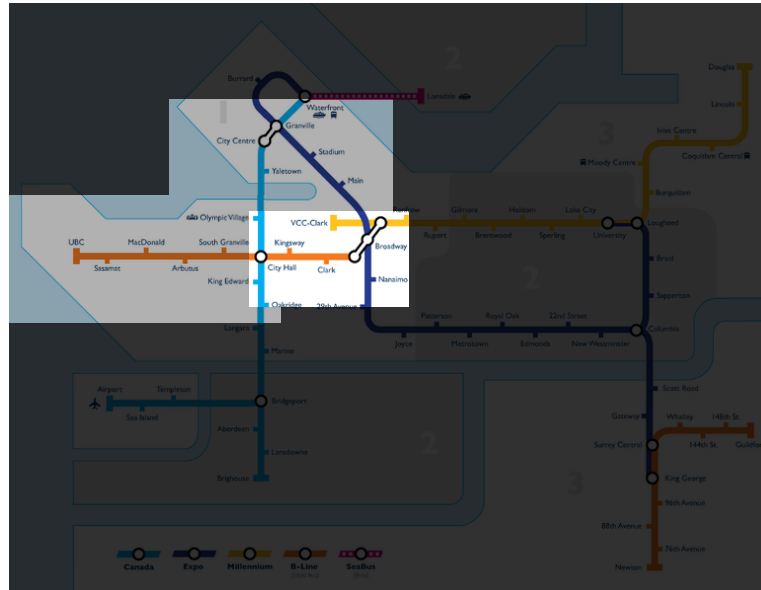 Douglas
2
Burrard
Lonsdale
Lincoln
Waterfront
1
Granville
3
Inlet Centre
City Centre
Stadium
Coquitlam Central
Moody Centre
Yaletown
Main
Burquitlam
Renfrew
Gilmore
Holdom
Lake City
Olympic Village
VCC-Clark
Lougheed
Rupert
Brentwood
Sperling
University
UBC
MacDonald
South Granville
Kingsway
Broadway
Braid
Sasamat
Arbutus
City Hall
Clark
2
King Edward
Nanaimo
Sapperton
Oakridge
29th Avenue
Patterson
Royal Oak
22nd Street
Langara
Columbia
Joyce
Metrotown
Edmonds
New Westminster
Marine
Airport
Templeton
Scott Road
Bridgeport
Sea Island
Gateway
Whalley
148th St.
Aberdeen
2
Surrey Central
144th St.
Guildfo
Lansdowne
Brighouse
3
King George
96th Avenue
88th Avenue
76th Avenue
Newton
Canada
Expo
Millennium
B-Line
SeaBus